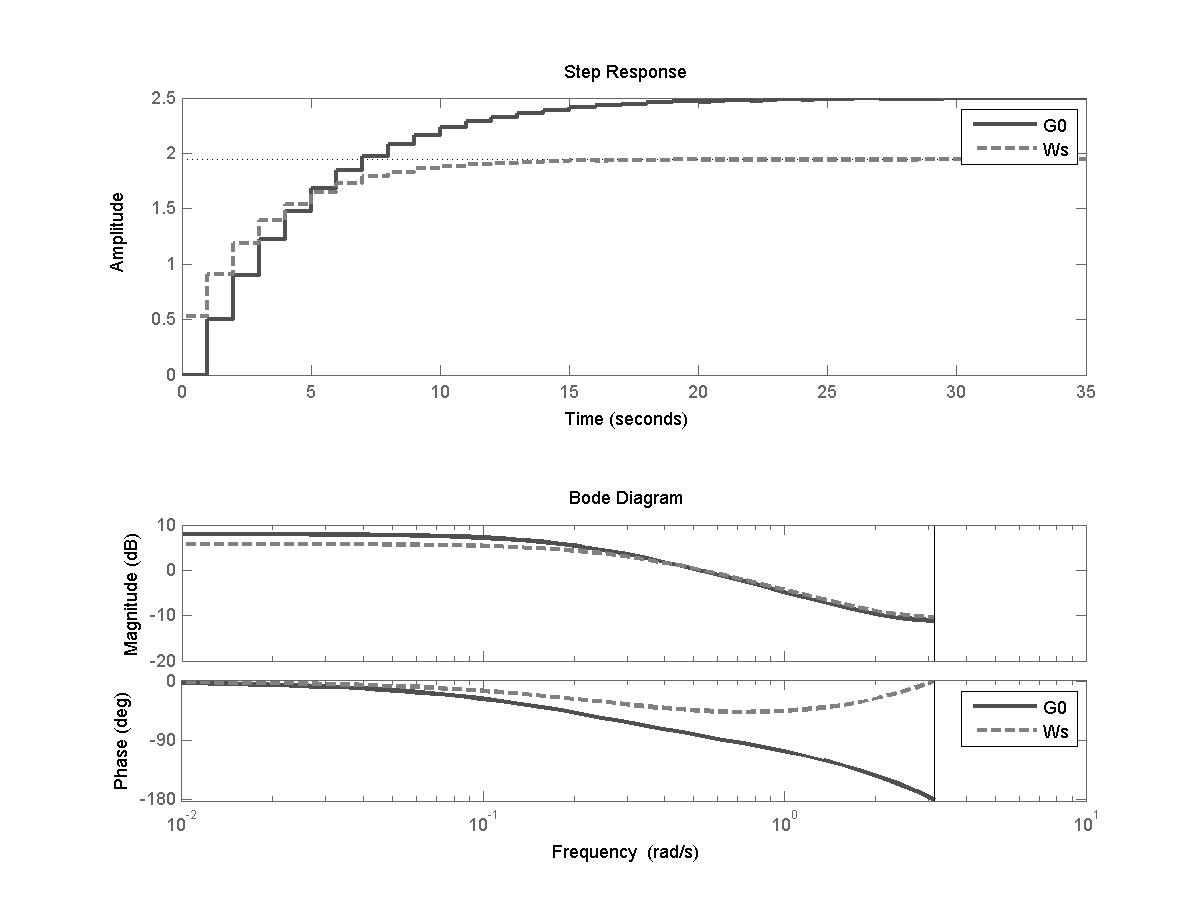 Step Response
2.5
2
1.5
1
0.5
0
Amplitude
G0
Ws
0 5 10 15 20 25 30 35
Time (seconds)
Bode Diagram
10
0
-10
-20
Magnitude (dB)
0
-90
-180
Phase (deg)
G0
Ws
10^-2 10^-1 10^0 10^1
Frequency (rad/s)